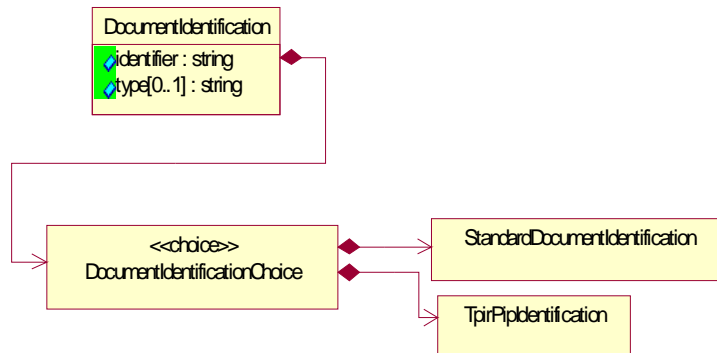 DocumentIdentification
identifier : string
type[0..1] : string
<<choice>>
DocumentIdentificationChoice
StandardDocumentIdentification
TpirPipIdentification